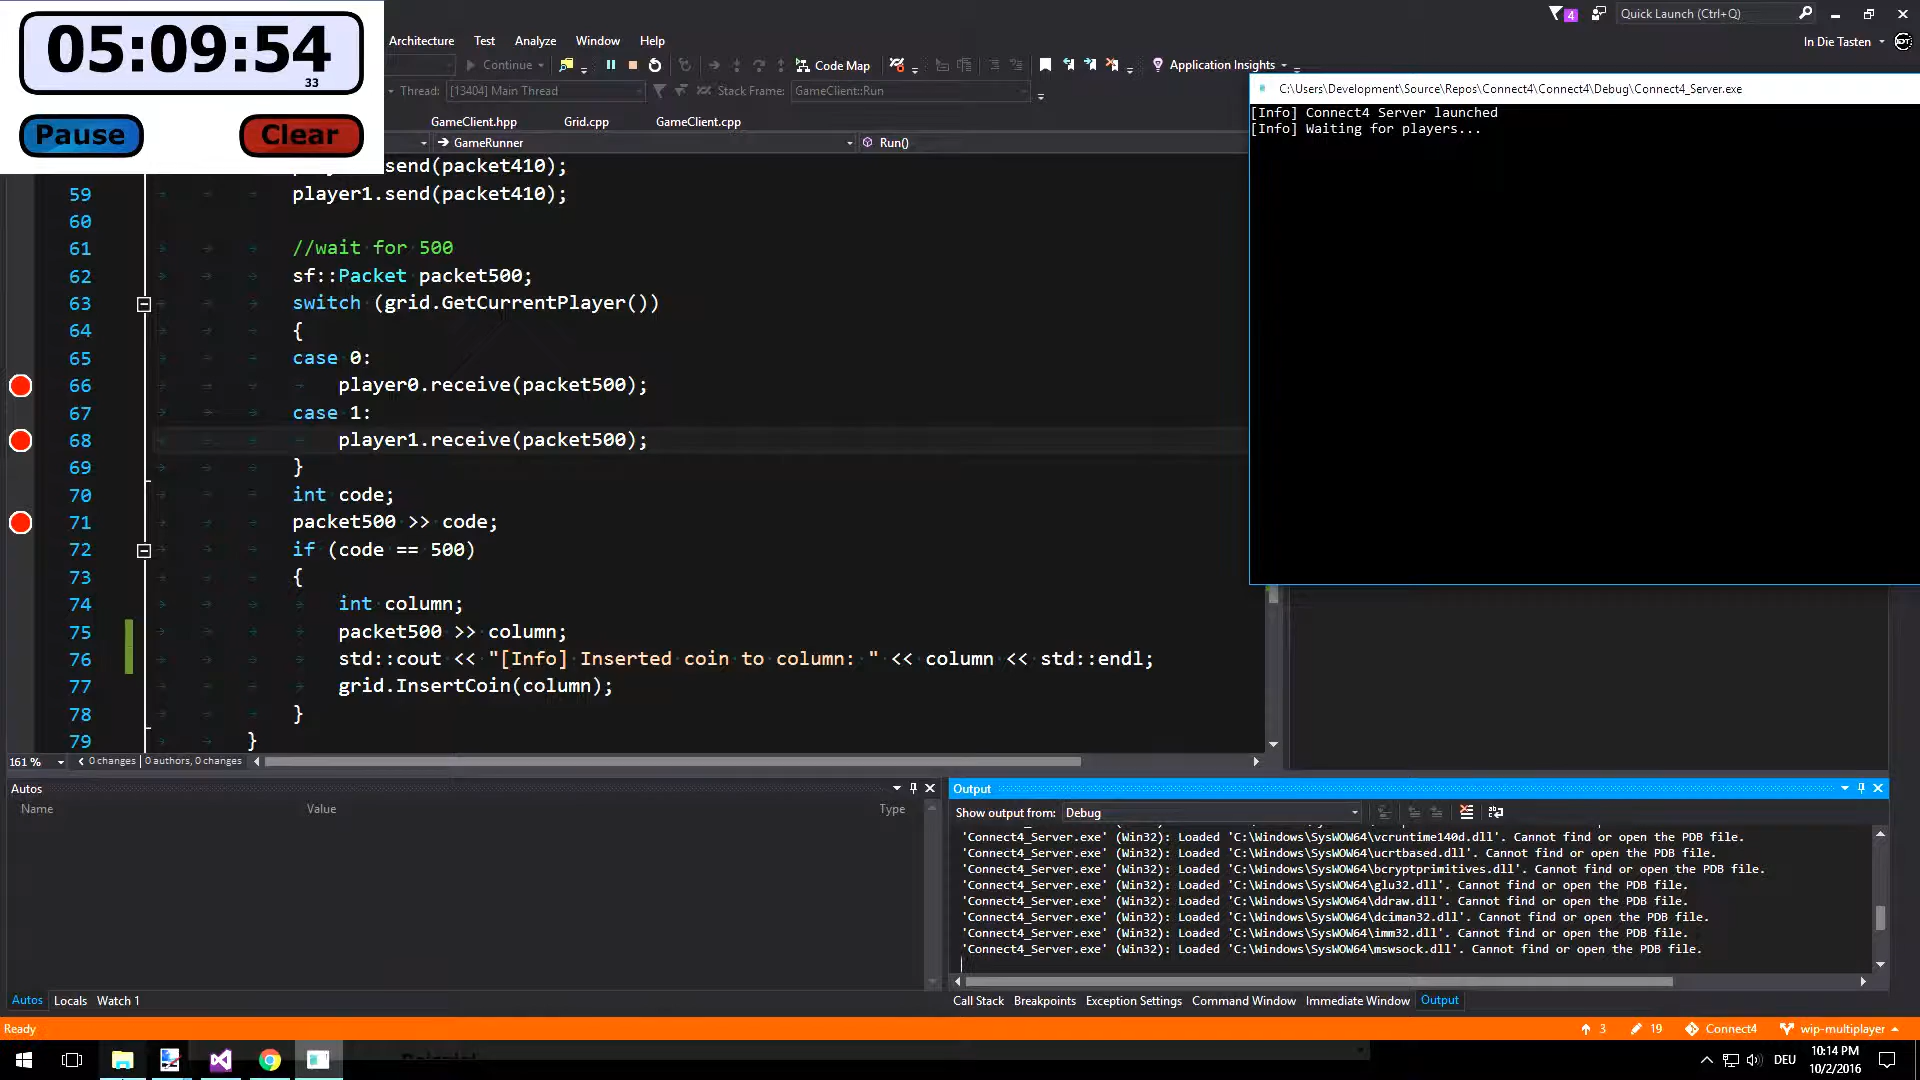 05:09:54
33
Pause
Clear
Architecture Test Analyze Window Help
4
Quick Launch (Ctrl+Q)
In Die Tasten
Continue
Code Map
Application Insights
Thread: [13404] Main Thread
Stack Frame: GameClient::Run
GameClient.hpp Grid.cpp GameClient.cpp
GameRunner
Run()
C:\Users\Development\Source\Repos\Connect4\Connect4\Debug\Connect4_Server.exe
[Info] Connect4 Server launched
[Info] Waiting for players...
send(packet410);
59 player1.send(packet410);
60
61 //wait for 500
62 sf::Packet packet500;
63 switch (grid.GetCurrentPlayer())
64 {
65 case 0:
66 player0.receive(packet500);
67 case 1:
68 player1.receive(packet500);
69 }
70 int code;
71 packet500 >> code;
72 if (code == 500)
73 {
74 int column;
75 packet500 >> column;
76 std::cout << "[Info] Inserted coin to column: " << column << std::endl;
77 grid.InsertCoin(column);
78 }
79 }
161 % 0 changes | 0 authors, 0 changes
Autos
Name Value Type
Autos Locals Watch 1
Output
Show output from: Debug
'Connect4_Server.exe' (Win32): Loaded 'C:\Windows\SysWOW64\vcruntime140d.dll'. Cannot find or open the PDB file.
'Connect4_Server.exe' (Win32): Loaded 'C:\Windows\SysWOW64\ucrtbased.dll'. Cannot find or open the PDB file.
'Connect4_Server.exe' (Win32): Loaded 'C:\Windows\SysWOW64\bcryptprimitives.dll'. Cannot find or open the PDB file.
'Connect4_Server.exe' (Win32): Loaded 'C:\Windows\SysWOW64\glu32.dll'. Cannot find or open the PDB file.
'Connect4_Server.exe' (Win32): Loaded 'C:\Windows\SysWOW64\ddraw.dll'. Cannot find or open the PDB file.
'Connect4_Server.exe' (Win32): Loaded 'C:\Windows\SysWOW64\dciman32.dll'. Cannot find or open the PDB file.
'Connect4_Server.exe' (Win32): Loaded 'C:\Windows\SysWOW64\imm32.dll'. Cannot find or open the PDB file.
'Connect4_Server.exe' (Win32): Loaded 'C:\Windows\SysWOW64\mswsock.dll'. Cannot find or open the PDB file.
Call Stack Breakpoints Exception Settings Command Window Immediate Window Output
Ready
3 19 Connect4 wip-multiplayer
DEU
10:14 PM
10/2/2016